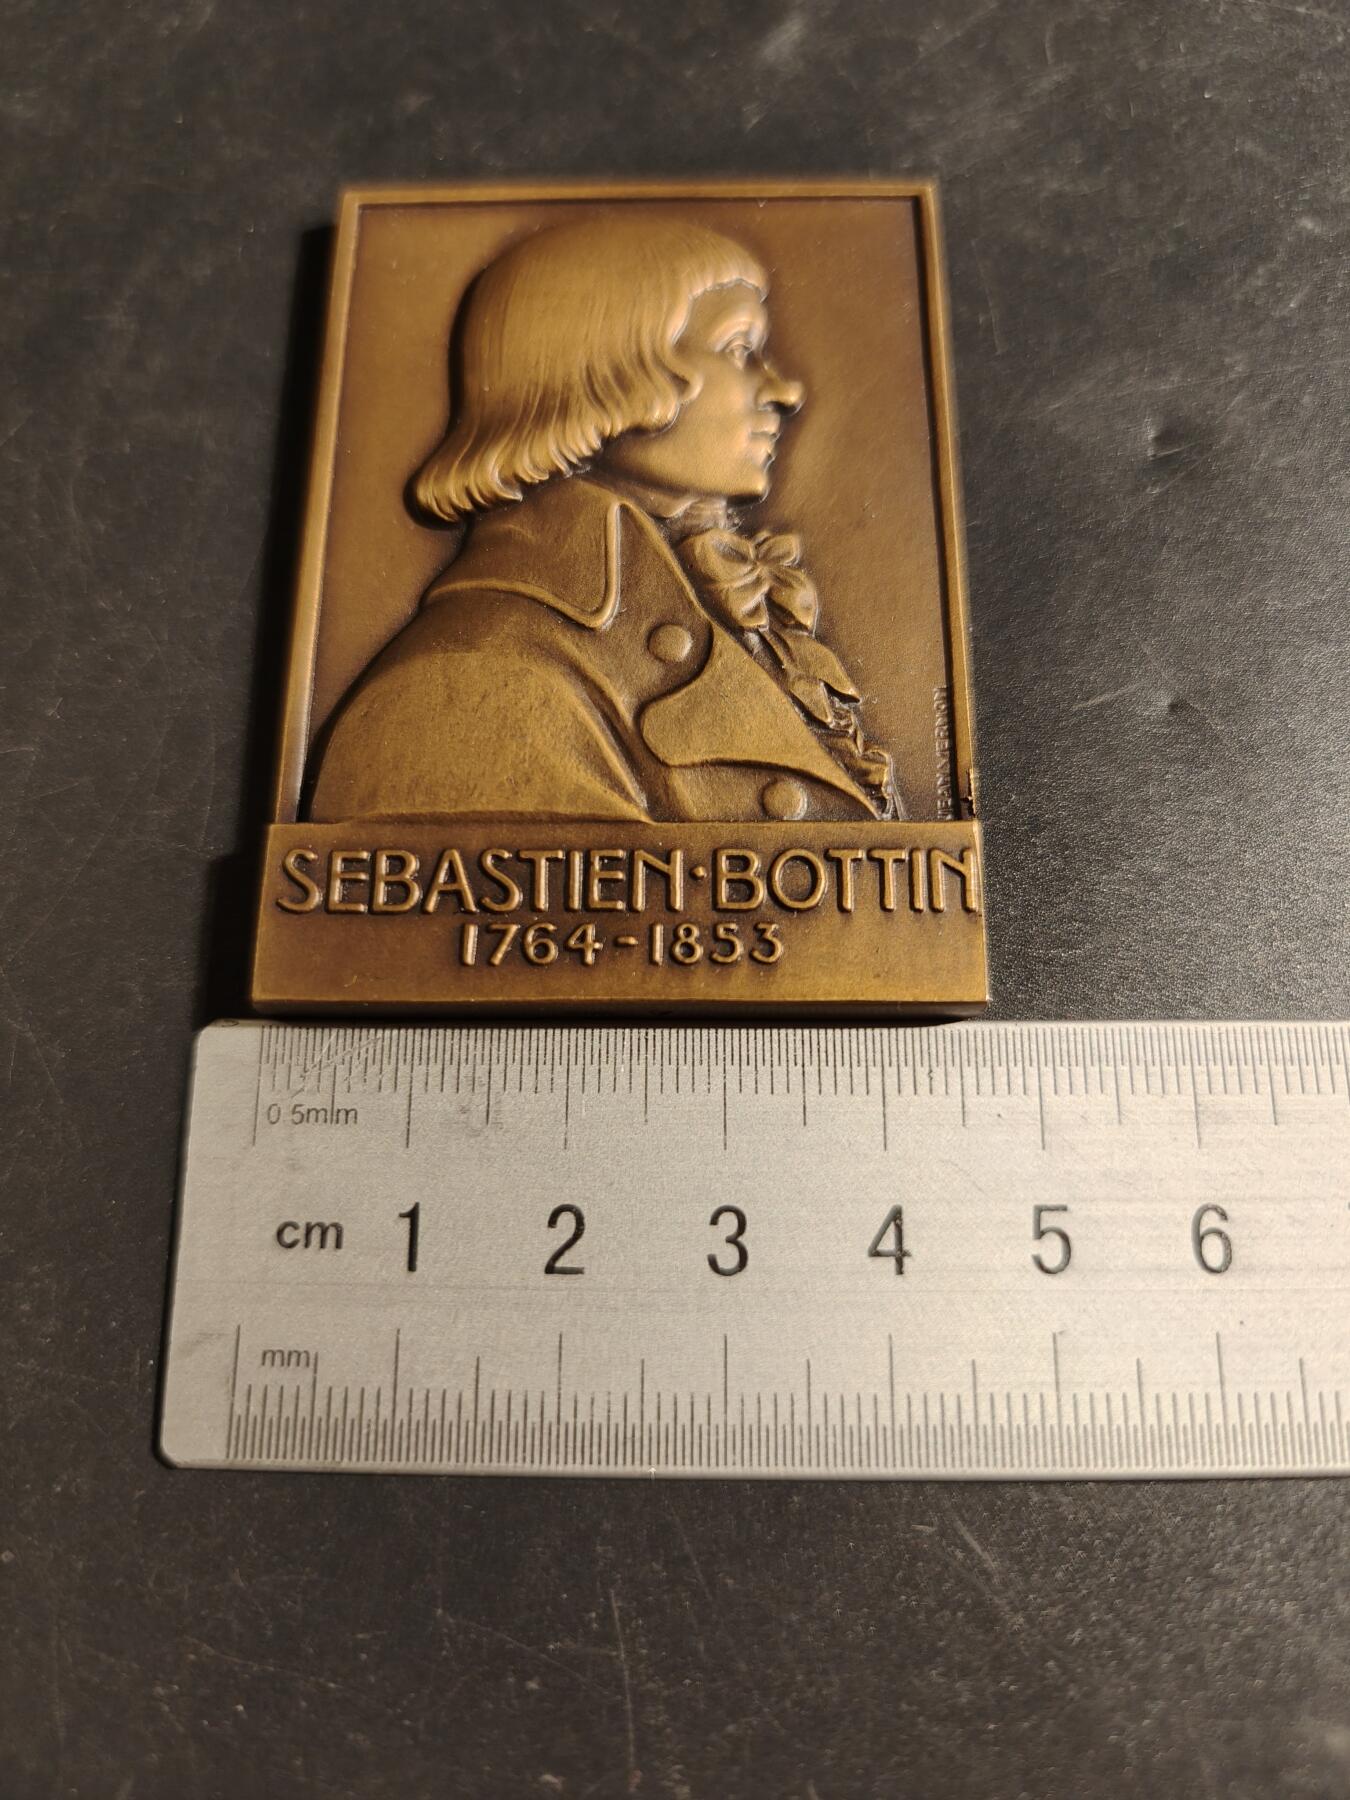 JEAN VERNON
SEBASTIEN·BOTTIN
1764-1853
0.5mm
cm 1 2 3 4 5 6
mm